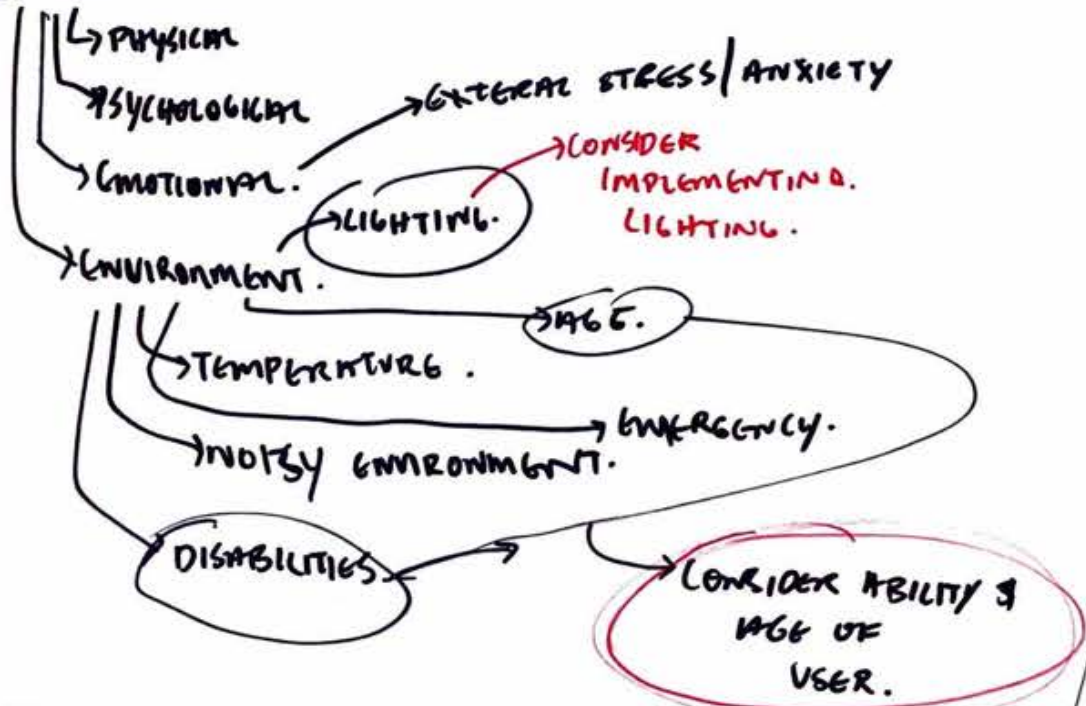 PHYSICAL
PSYCHOLOGICAL
EXTERAL STRESS/ANXIETY
EMOTIONAL.
CONSIDER
IMPLEMENTING.
LIGHTING.
LIGHTING.
ENVIRONMENT.
AGE.
TEMPERATURE.
EMERGENCY.
NOISY ENVIRONMENT.
DISABILITIES
CONSIDER ABILITY &
AGE OF
USER.